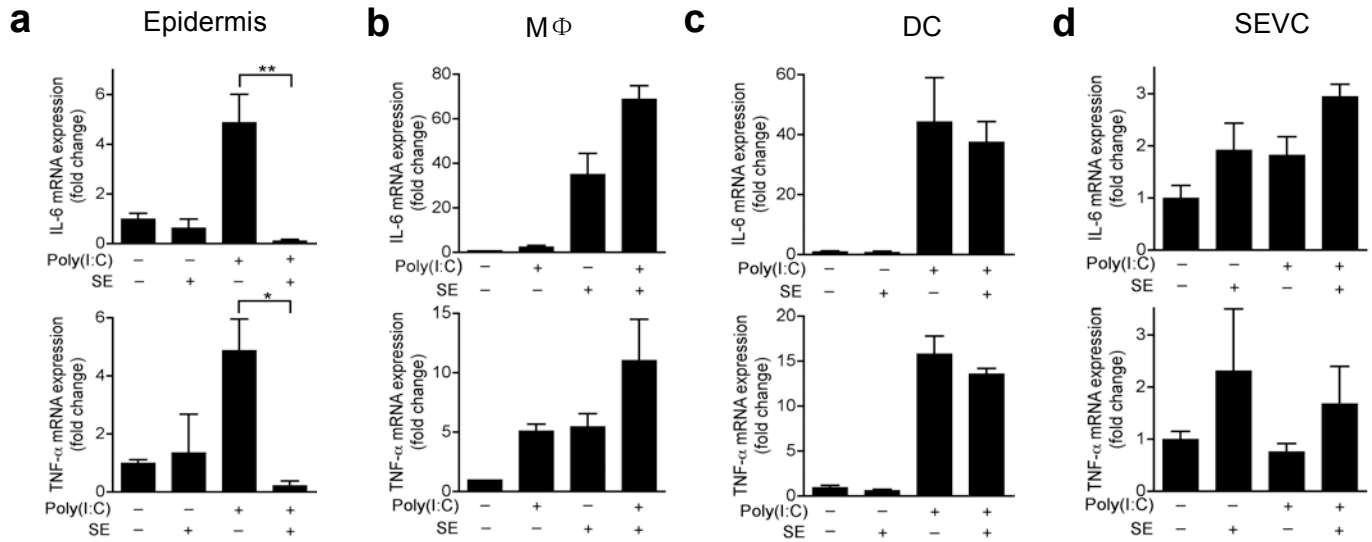 a Epidermis
IL-6 mRNA expression
(fold change)
6
4
2
0
**
Poly(I:C) – – + +
SE – + – +
TNF-α mRNA expression
(fold change)
6
4
2
0
*
Poly(I:C) – – + +
SE – + – +
b MΦ
IL-6 mRNA expression
(fold change)
80
60
40
20
0
Poly(I:C) – + – +
SE – – + +
TNF-α mRNA expression
(fold change)
15
10
5
0
Poly(I:C) – + – +
SE – – + +
c DC
IL-6 mRNA expression
(fold change)
60
40
20
0
Poly(I:C) – – + +
SE – + – +
TNF-α mRNA expression
(fold change)
20
15
10
5
0
Poly(I:C) – – + +
SE – + – +
d SEVC
IL-6 mRNA expression
(fold change)
3
2
1
0
Poly(I:C) – – + +
SE – + – +
TNF-α mRNA expression
(fold change)
3
2
1
0
Poly(I:C) – – + +
SE – + – +